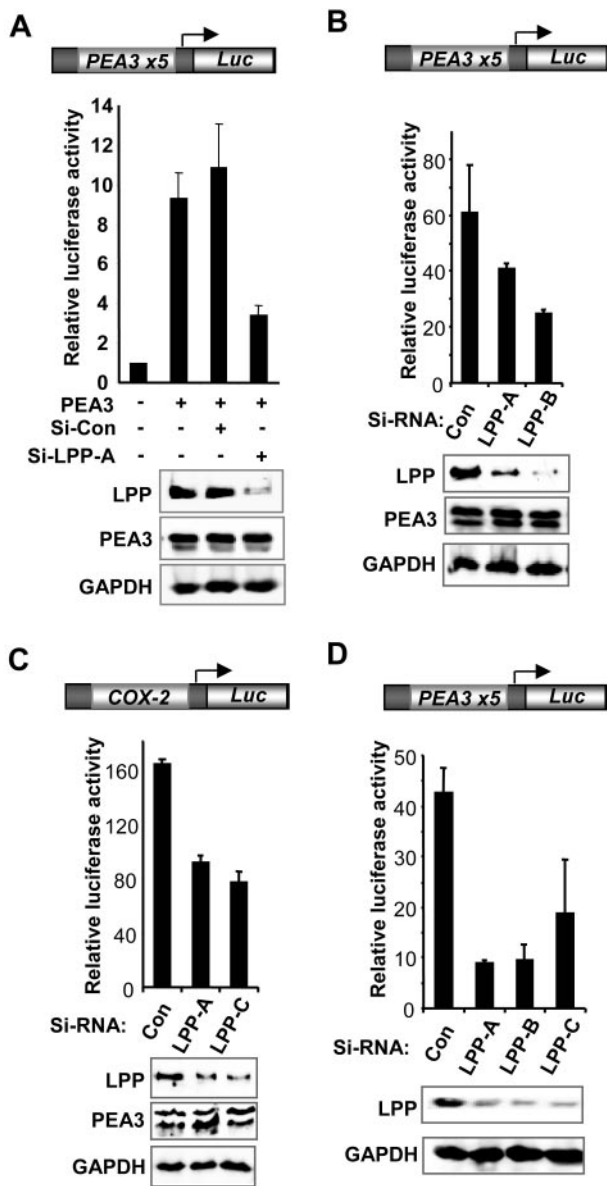 A
PEA3 x5 Luc
Relative luciferase activity
14
12
10
8
6
4
2
0
PEA3 - + + +
Si-Con - - + -
Si-LPP-A - - - +
LPP
PEA3
GAPDH
B
PEA3 x5 Luc
Relative luciferase activity
80
60
40
20
0
Si-RNA: Con LPP-A LPP-B
LPP
PEA3
GAPDH
C
COX-2 Luc
Relative luciferase activity
160
120
80
40
0
Si-RNA: Con LPP-A LPP-C
LPP
PEA3
GAPDH
D
PEA3 x5 Luc
Relative luciferase activity
50
40
30
20
10
0
Si-RNA: Con LPP-A LPP-B LPP-C
LPP
GAPDH